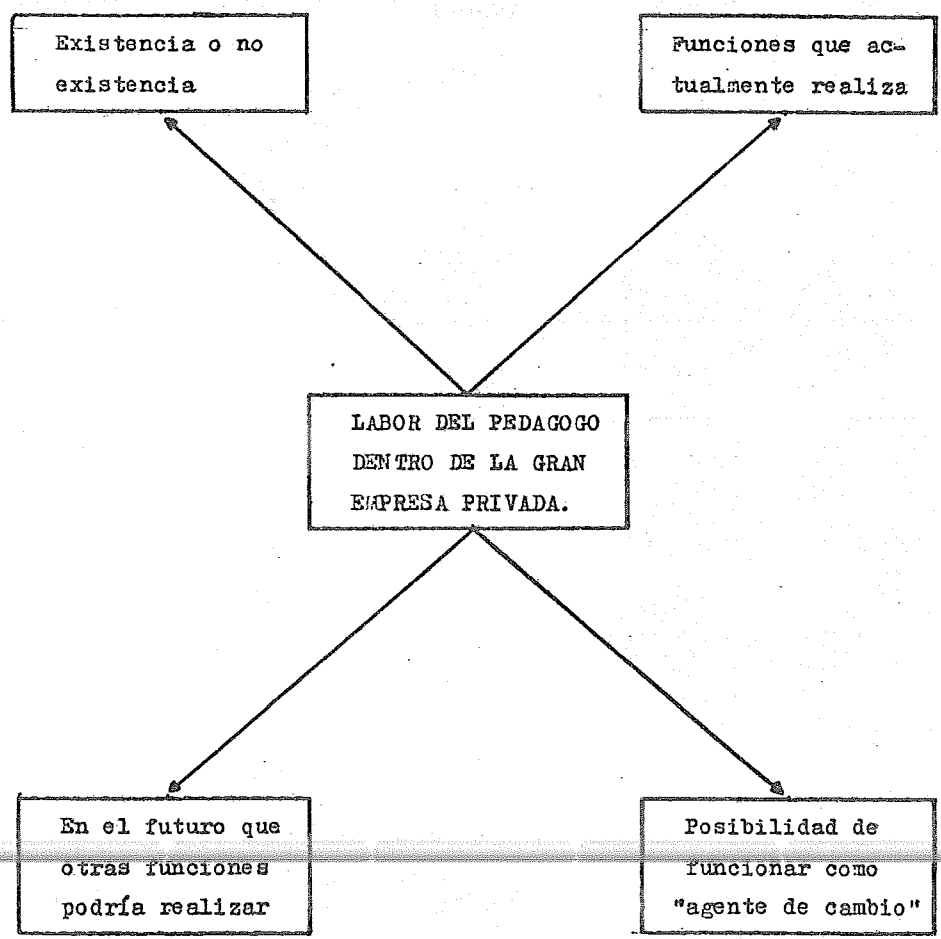 Existencia o no
existencia
Funciones que ac-
tualmente realiza
LABOR DEL PEDAGOGO
DENTRO DE LA GRAN
EMPRESA PRIVADA.
En el futuro que
otras funciones
podría realizar
Posibilidad de
funcionar como
"agente de cambio"